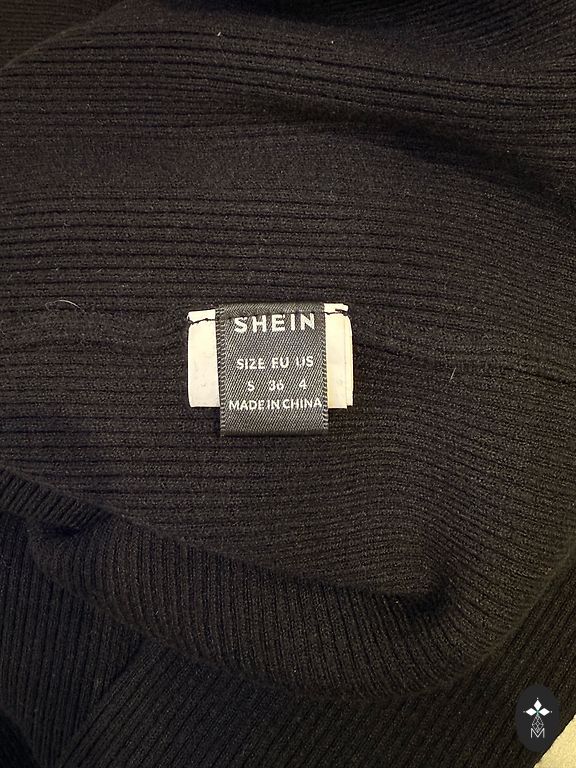 SHEIN
SIZE EU US
S 36 4
MADE IN CHINA
M